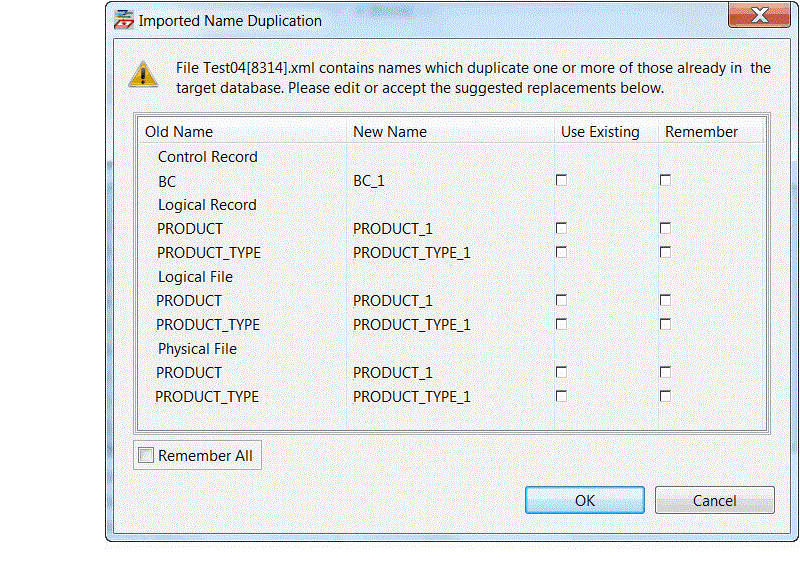 Imported Name Duplication
File Test04[8314].xml contains names which duplicate one or more of those already in the
target database. Please edit or accept the suggested replacements below.
Old Name New Name Use Existing Remember
Control Record
BC BC_1
Logical Record
PRODUCT PRODUCT_1
PRODUCT_TYPE PRODUCT_TYPE_1
Logical File
PRODUCT PRODUCT_1
PRODUCT_TYPE PRODUCT_TYPE_1
Physical File
PRODUCT PRODUCT_1
PRODUCT_TYPE PRODUCT_TYPE_1
Remember All
OK Cancel